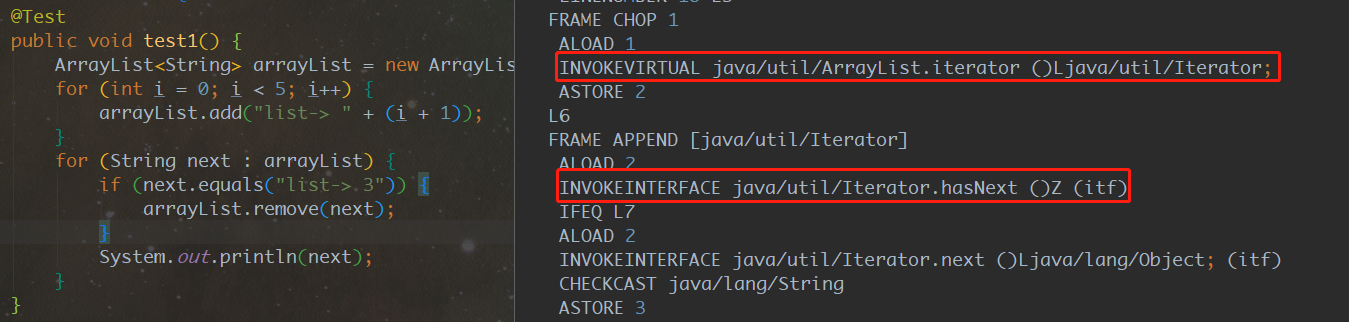 @Test
public void test1() {
ArrayList<String> arrayList = new ArrayLis
for (int i = 0; i < 5; i++) {
arrayList.add("list-> " + (i + 1));
}
for (String next : arrayList) {
if (next.equals("list-> 3")) {
arrayList.remove(next);
}
System.out.println(next);
}
}
FRAME CHOP 1
ALOAD 1
INVOKEVIRTUAL java/util/ArrayList.iterator ()Ljava/util/Iterator;
ASTORE 2
L6
FRAME APPEND [java/util/Iterator]
ALOAD 2
INVOKEINTERFACE java/util/Iterator.hasNext ()Z (itf)
IFEQ L7
ALOAD 2
INVOKEINTERFACE java/util/Iterator.next ()Ljava/lang/Object; (itf)
CHECKCAST java/lang/String
ASTORE 3